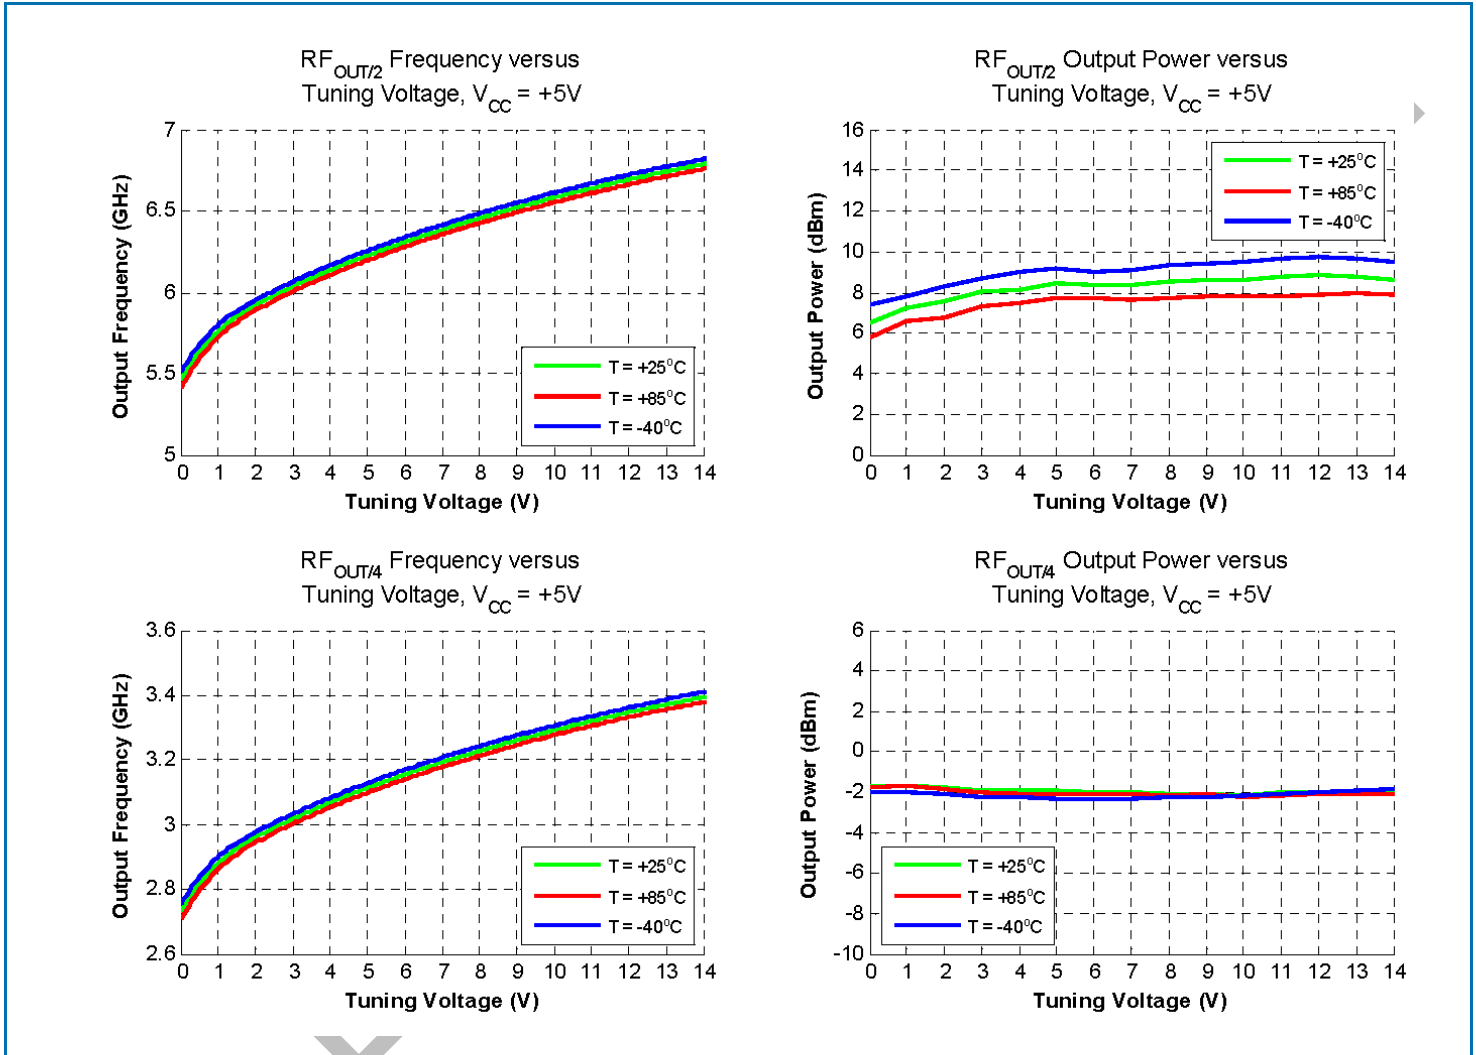 RF_OUT/2 Frequency versus
Tuning Voltage, V_CC = +5V
7
6.5
6
5.5
5
0 1 2 3 4 5 6 7 8 9 10 11 12 13 14
Output Frequency (GHz)
Tuning Voltage (V)
T = +25°C
T = +85°C
T = -40°C
RF_OUT/2 Output Power versus
Tuning Voltage, V_CC = +5V
16
14
12
10
8
6
4
2
0
0 1 2 3 4 5 6 7 8 9 10 11 12 13 14
Output Power (dBm)
Tuning Voltage (V)
T = +25°C
T = +85°C
T = -40°C
RF_OUT/4 Frequency versus
Tuning Voltage, V_CC = +5V
3.6
3.4
3.2
3
2.8
2.6
0 1 2 3 4 5 6 7 8 9 10 11 12 13 14
Output Frequency (GHz)
Tuning Voltage (V)
T = +25°C
T = +85°C
T = -40°C
RF_OUT/4 Output Power versus
Tuning Voltage, V_CC = +5V
6
4
2
0
-2
-4
-6
-8
-10
0 1 2 3 4 5 6 7 8 9 10 11 12 13 14
Output Power (dBm)
Tuning Voltage (V)
T = +25°C
T = +85°C
T = -40°C